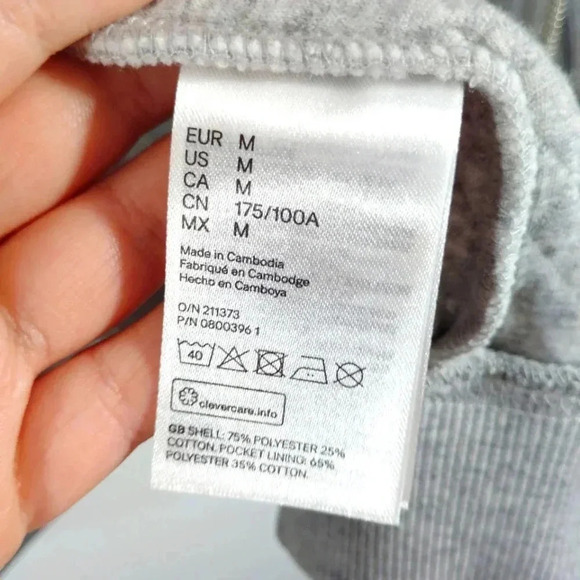 EUR M
US M
CA M
CN 175/100A
MX M
Made in Cambodia
Fabriqué en Cambodge
Hecho en Camboya
O/N 211373
P/N 0800396 1
40
clevercare.info
GB SHELL: 75% POLYESTER 25%
COTTON. POCKET LINING: 65%
POLYESTER 35% COTTON.